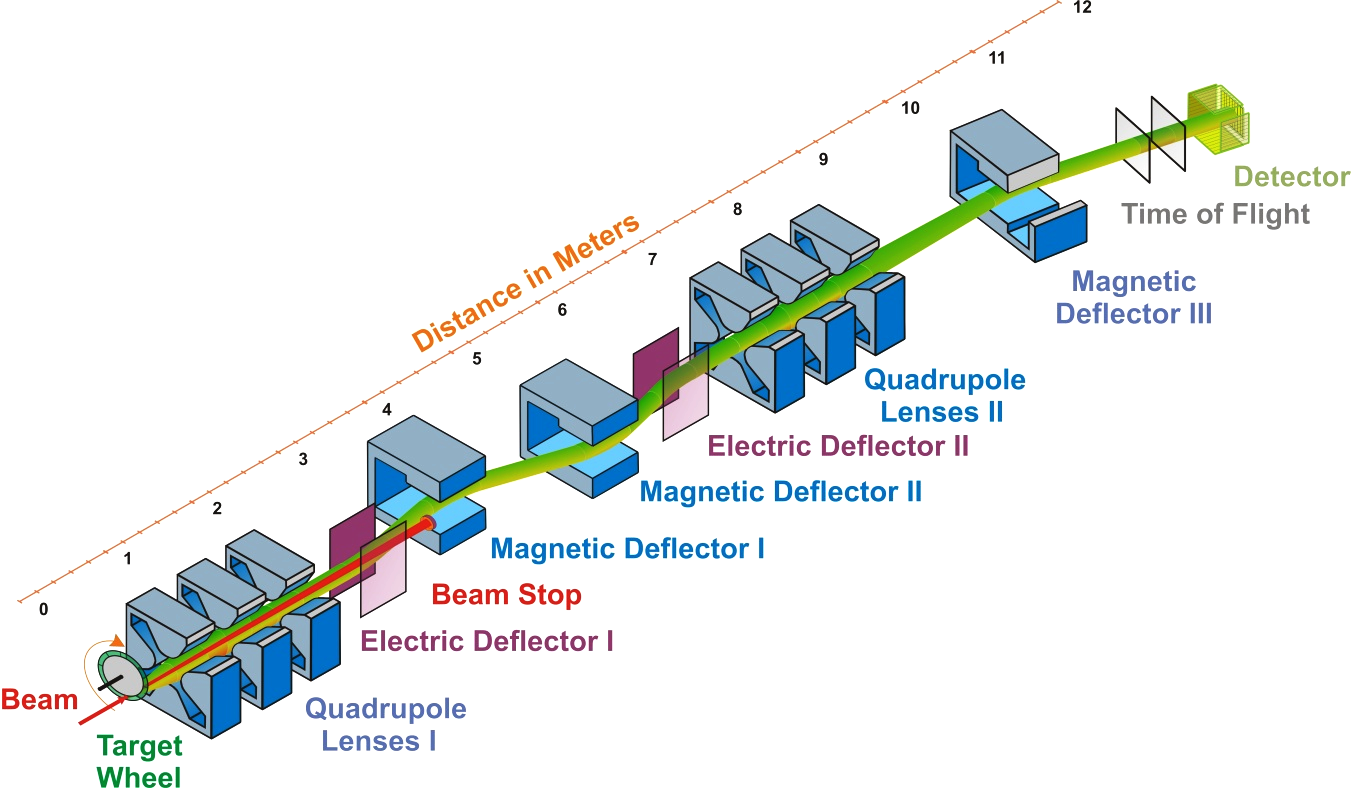 12
11
10
9
8
7
6
5
4
3
2
1
0
Distance in Meters
Detector
Time of Flight
Magnetic
Deflector III
Quadrupole
Lenses II
Electric Deflector II
Magnetic Deflector II
Magnetic Deflector I
Beam Stop
Electric Deflector I
Quadrupole
Lenses I
Beam
Target
Wheel